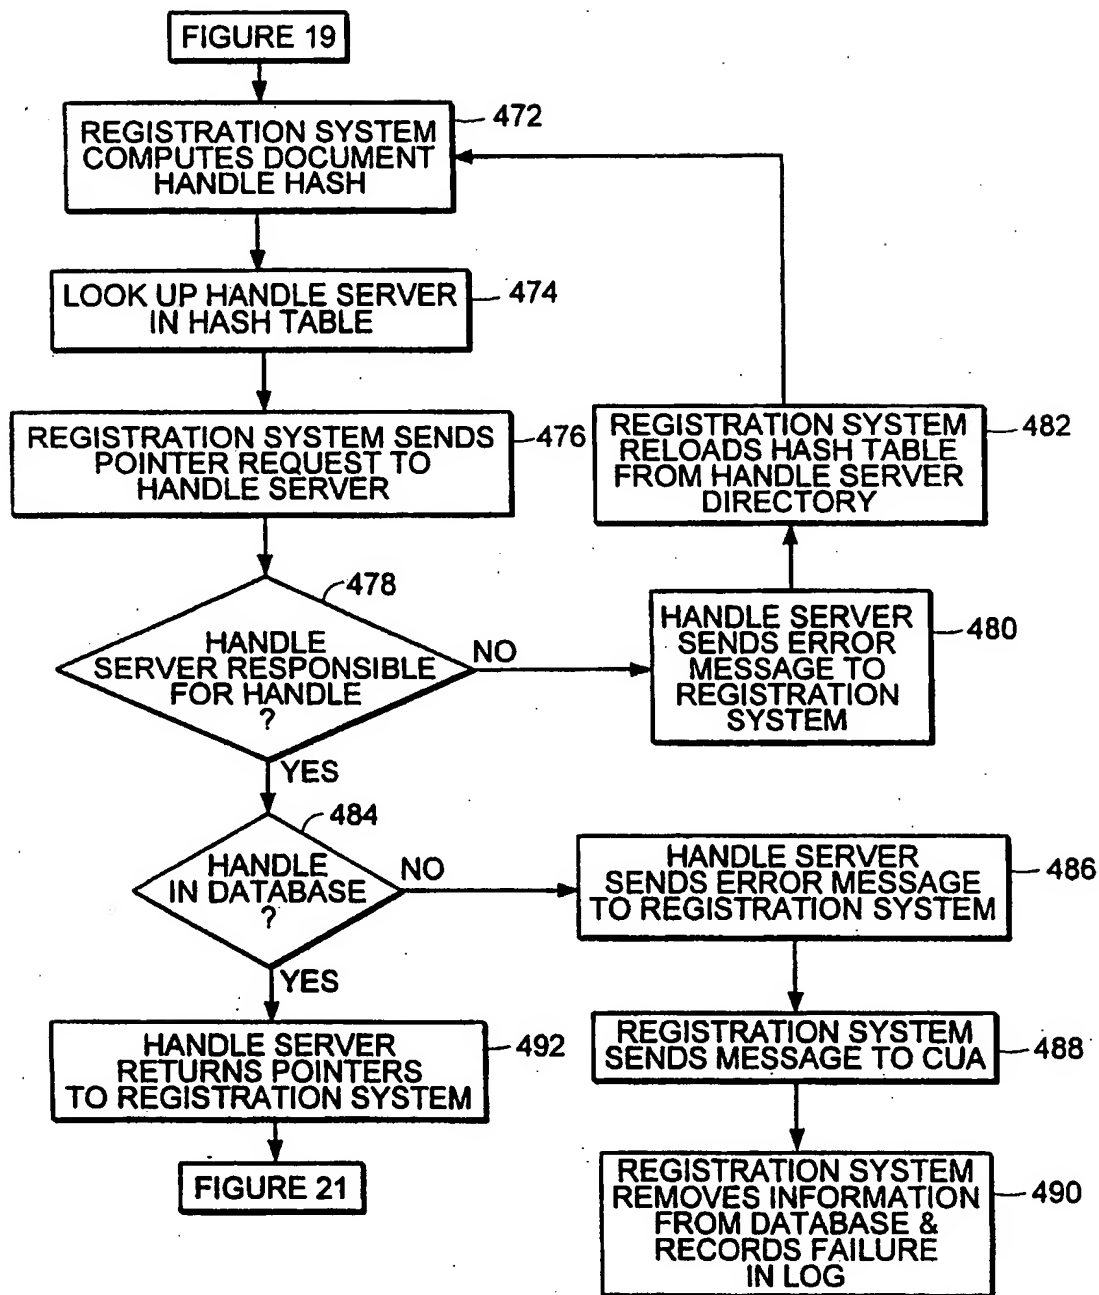 FIGURE 19
REGISTRATION SYSTEM
COMPUTES DOCUMENT
HANDLE HASH
472
LOOK UP HANDLE SERVER
IN HASH TABLE
474
REGISTRATION SYSTEM SENDS
POINTER REQUEST TO
HANDLE SERVER
476
REGISTRATION SYSTEM
RELOADS HASH TABLE
FROM HANDLE SERVER
DIRECTORY
482
478
HANDLE
SERVER RESPONSIBLE
FOR HANDLE
?
NO
HANDLE SERVER
SENDS ERROR
MESSAGE TO
REGISTRATION
SYSTEM
480
YES
484
HANDLE
IN DATABASE
?
NO
HANDLE SERVER
SENDS ERROR MESSAGE
TO REGISTRATION SYSTEM
486
YES
HANDLE SERVER
RETURNS POINTERS
TO REGISTRATION SYSTEM
492
REGISTRATION SYSTEM
SENDS MESSAGE TO CUA
488
FIGURE 21
REGISTRATION SYSTEM
REMOVES INFORMATION
FROM DATABASE &
RECORDS FAILURE
IN LOG
490